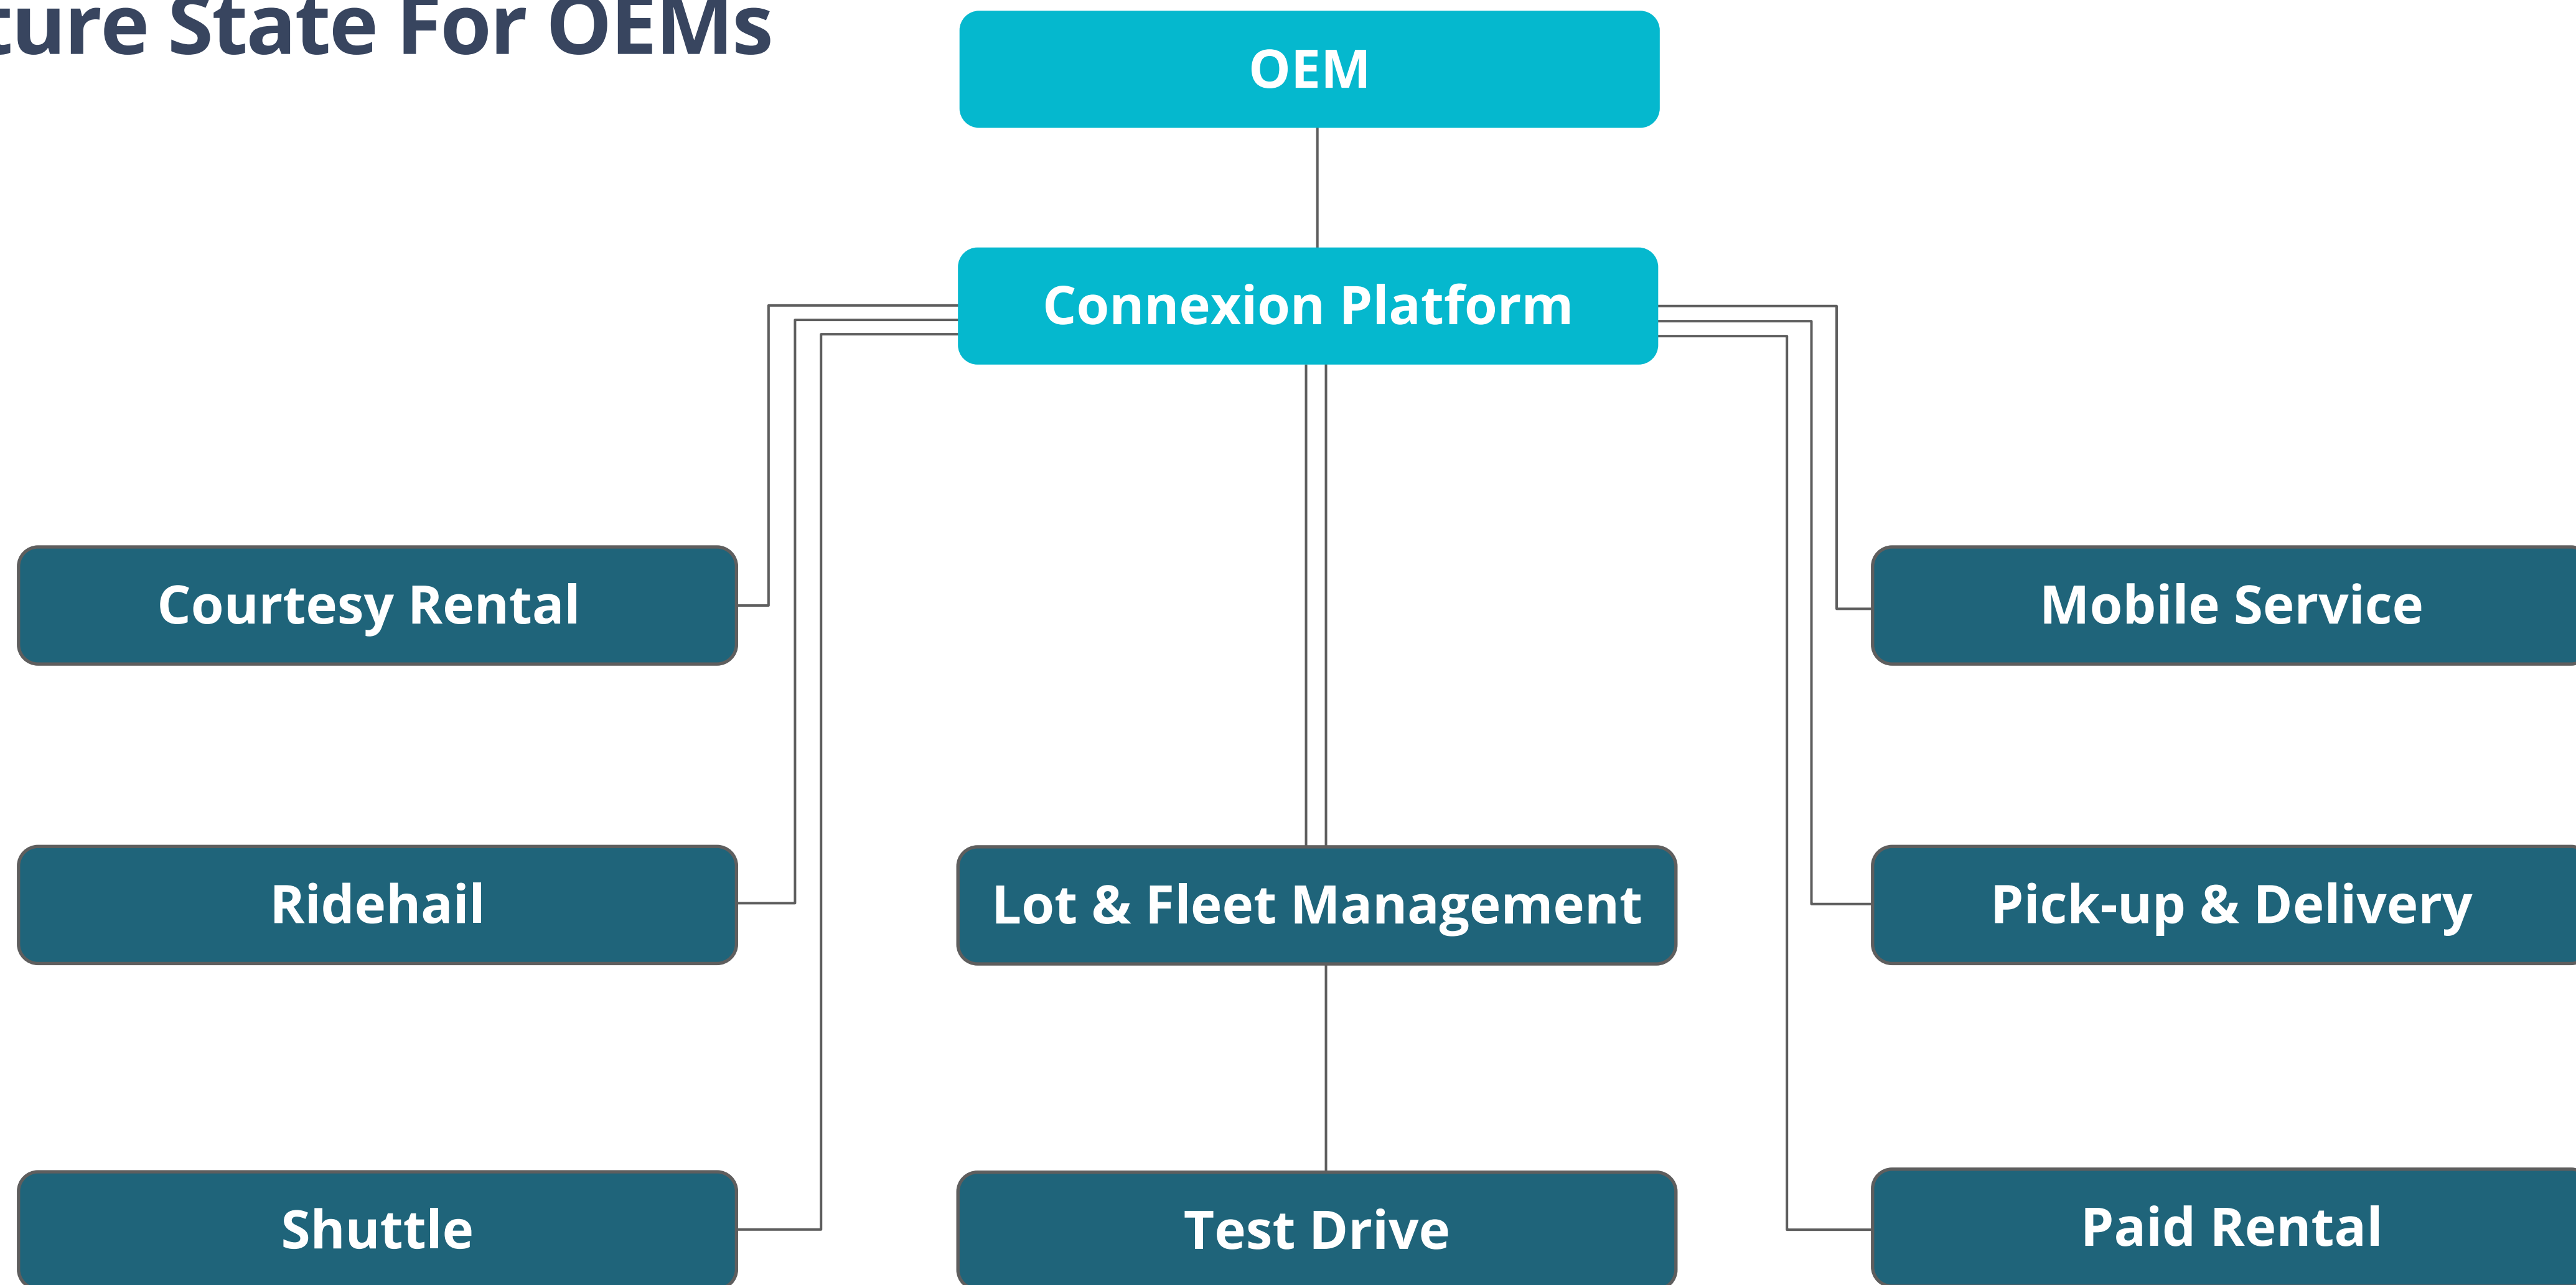 ture State For OEMs
OEM
Connexion Platform
Courtesy Rental
Mobile Service
Ridehail
Lot & Fleet Management
Pick-up & Delivery
Shuttle
Test Drive
Paid Rental